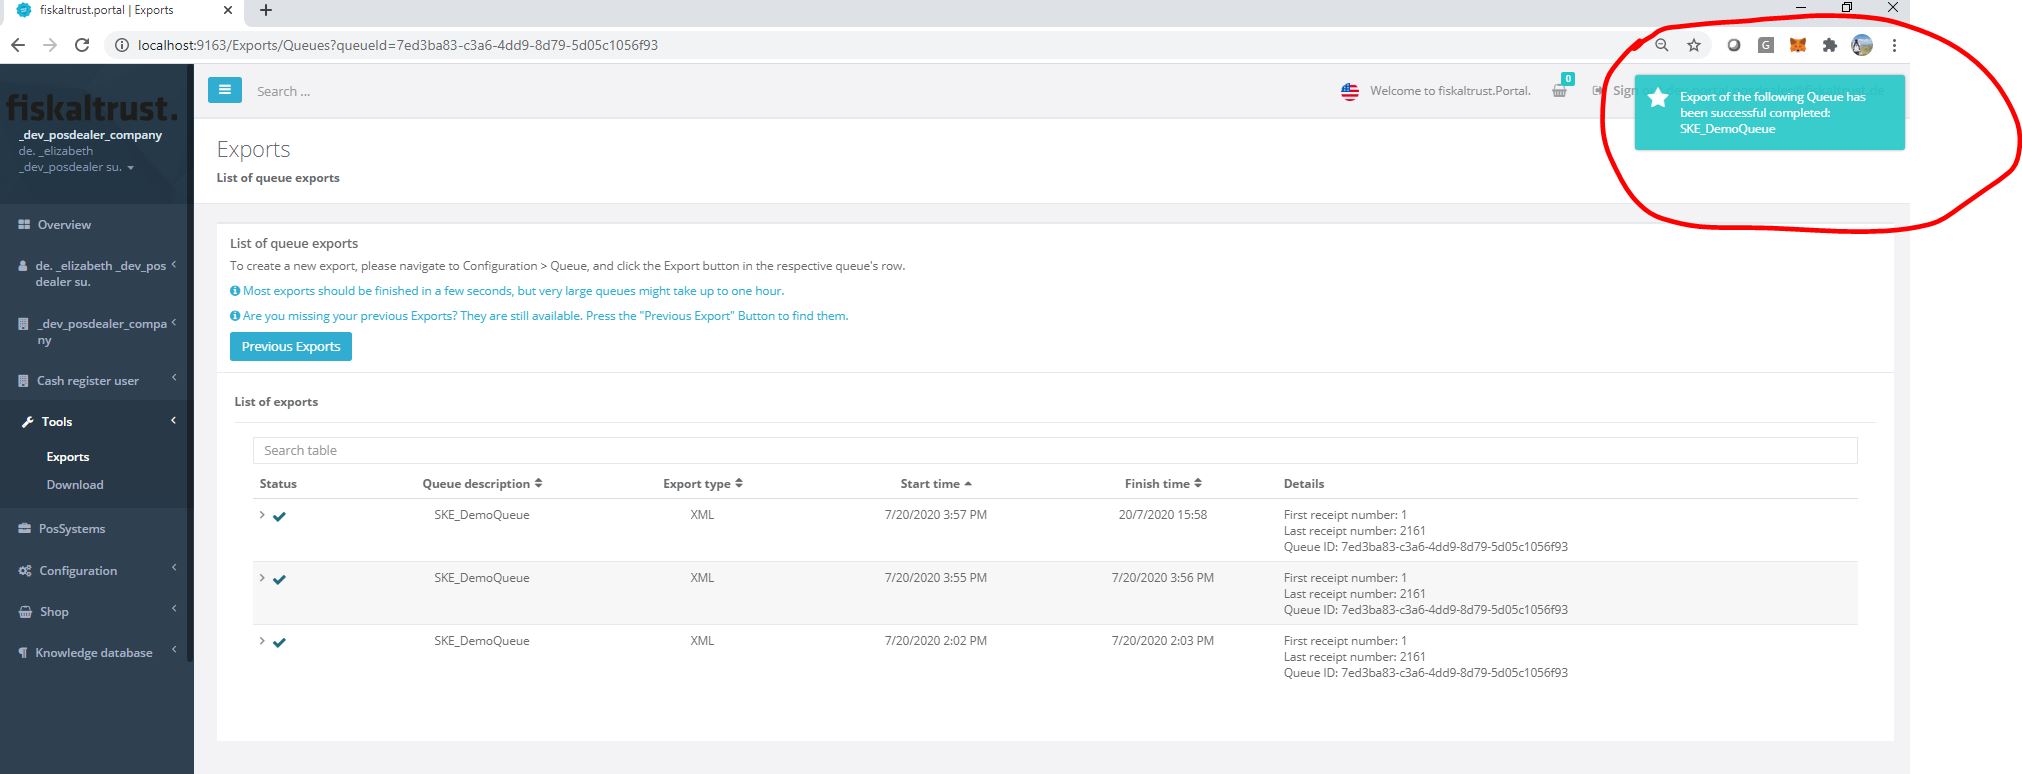 fiskaltrust.portal | Exports
localhost:9163/Exports/Queues?queueId=7ed3ba83-c3a6-4dd9-8d79-5d05c1056f93
G
fiskaltrust.
_dev_posdealer_company
de. _elizabeth
_dev_posdealer su.
Overview
de. _elizabeth _dev_pos
dealer su.
_dev_posdealer_compa
ny
Cash register user
Tools
Exports
Download
PosSystems
Configuration
Shop
Knowledge database
Search ...
Welcome to fiskaltrust.Portal.
0
Sign
Export of the following Queue has
been successful completed:
SKE_DemoQueue
Exports
List of queue exports
List of queue exports
To create a new export, please navigate to Configuration > Queue, and click the Export button in the respective queue's row.
Most exports should be finished in a few seconds, but very large queues might take up to one hour.
Are you missing your previous Exports? They are still available. Press the "Previous Export" Button to find them.
Previous Exports
List of exports
Search table
Status Queue description Export type Start time Finish time Details
SKE_DemoQueue XML 7/20/2020 3:57 PM 20/7/2020 15:58 First receipt number: 1
Last receipt number: 2161
Queue ID: 7ed3ba83-c3a6-4dd9-8d79-5d05c1056f93
SKE_DemoQueue XML 7/20/2020 3:55 PM 7/20/2020 3:56 PM First receipt number: 1
Last receipt number: 2161
Queue ID: 7ed3ba83-c3a6-4dd9-8d79-5d05c1056f93
SKE_DemoQueue XML 7/20/2020 2:02 PM 7/20/2020 2:03 PM First receipt number: 1
Last receipt number: 2161
Queue ID: 7ed3ba83-c3a6-4dd9-8d79-5d05c1056f93